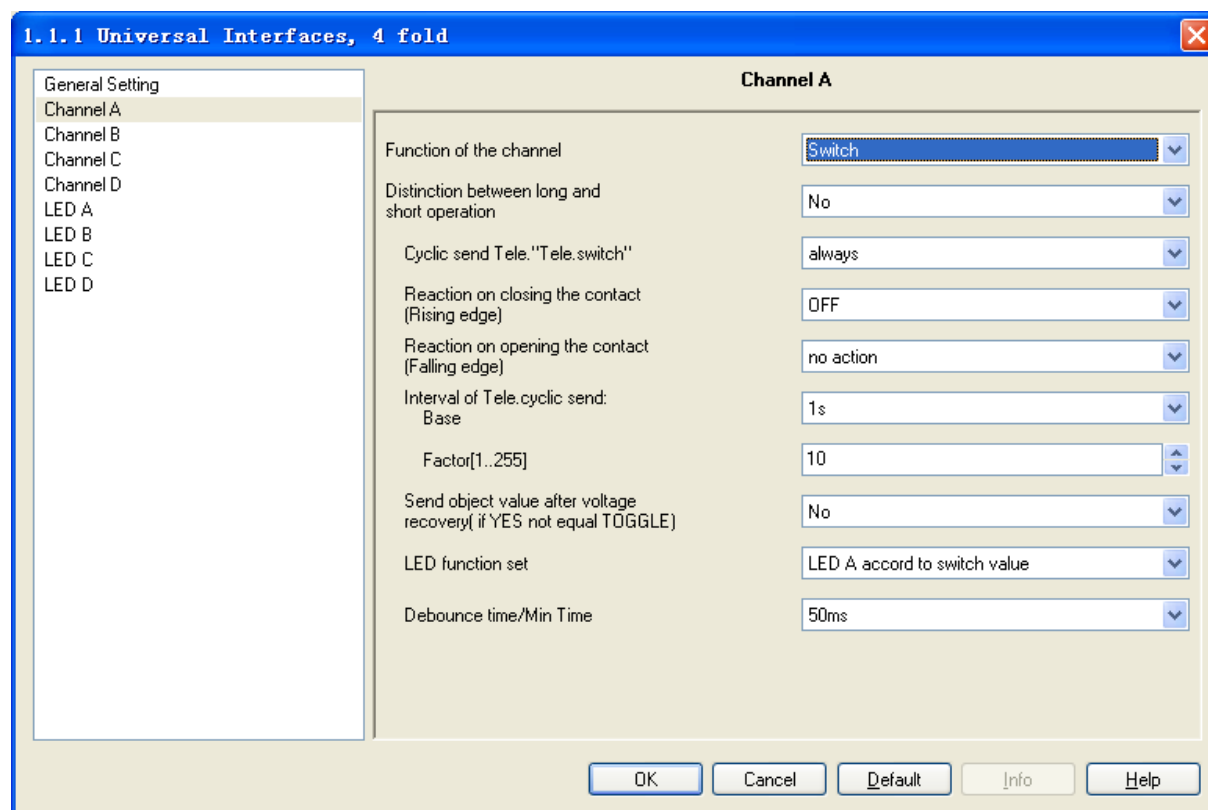 1.1.1 Universal Interfaces, 4 fold
General Setting
Channel A
Channel B
Channel C
Channel D
LED A
LED B
LED C
LED D
Channel A
Function of the channel
Switch
Distinction between long and
short operation
No
Cyclic send Tele."Tele.switch"
always
Reaction on closing the contact
(Rising edge)
OFF
Reaction on opening the contact
(Falling edge)
no action
Interval of Tele.cyclic send:
Base
1s
Factor[1..255]
10
Send object value after voltage
recovery( if YES not equal TOGGLE)
No
LED function set
LED A accord to switch value
Debounce time/Min Time
50ms
OK
Cancel
Default
Info
Help